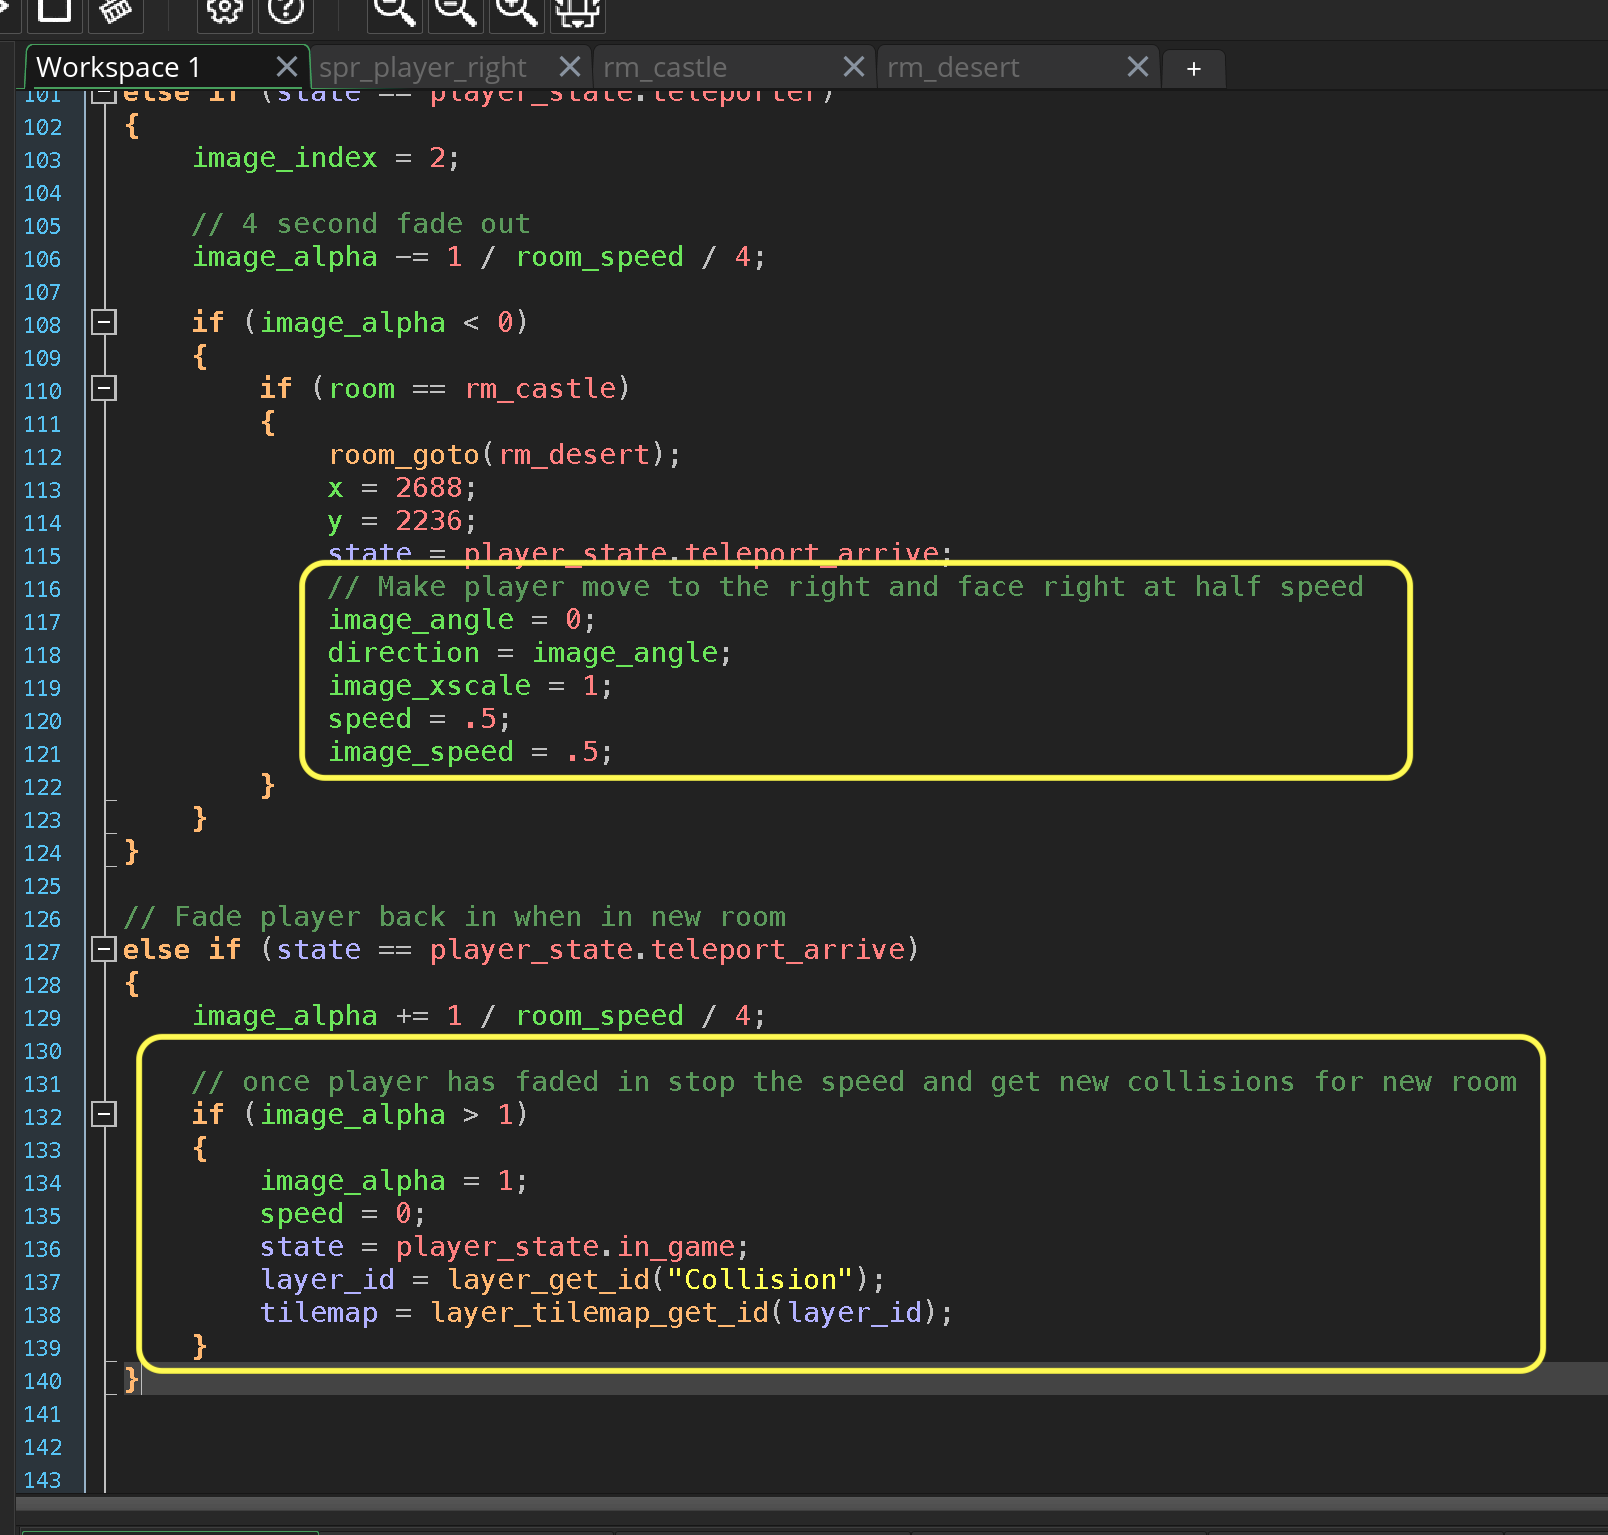 Workspace 1
spr_player_right
rm_castle
rm_desert
+
101 else if (state == player_state.teleporter)
102 {
103 image_index = 2;
104
105 // 4 second fade out
106 image_alpha -= 1 / room_speed / 4;
107
108 if (image_alpha < 0)
109 {
110 if (room == rm_castle)
111 {
112 room_goto(rm_desert);
113 x = 2688;
114 y = 2236;
115 state = player_state.teleport_arrive;
116 // Make player move to the right and face right at half speed
117 image_angle = 0;
118 direction = image_angle;
119 image_xscale = 1;
120 speed = .5;
121 image_speed = .5;
122 }
123 }
124 }
125
126 // Fade player back in when in new room
127 else if (state == player_state.teleport_arrive)
128 {
129 image_alpha += 1 / room_speed / 4;
130
131 // once player has faded in stop the speed and get new collisions for new room
132 if (image_alpha > 1)
133 {
134 image_alpha = 1;
135 speed = 0;
136 state = player_state.in_game;
137 layer_id = layer_get_id("Collision");
138 tilemap = layer_tilemap_get_id(layer_id);
139 }
140 }
141
142
143